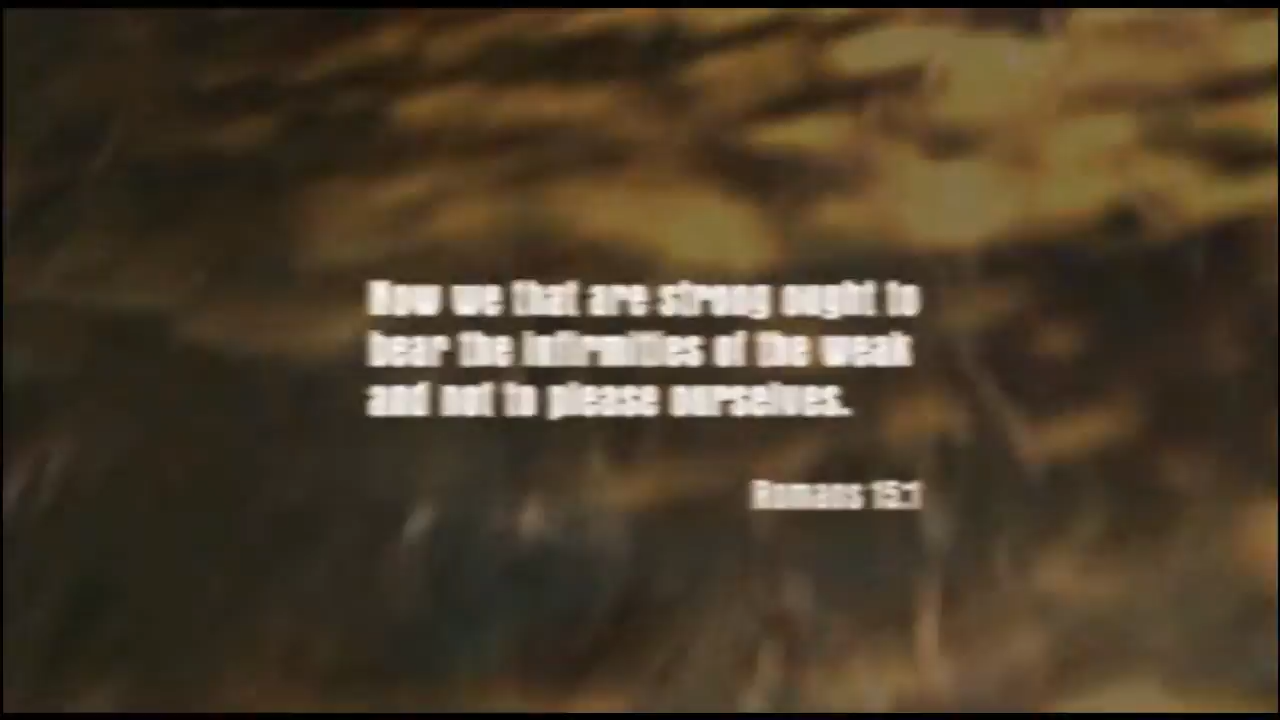 Now we that are strong ought to
bear the infirmities of the weak
and not to please ourselves.
Romans 15:1